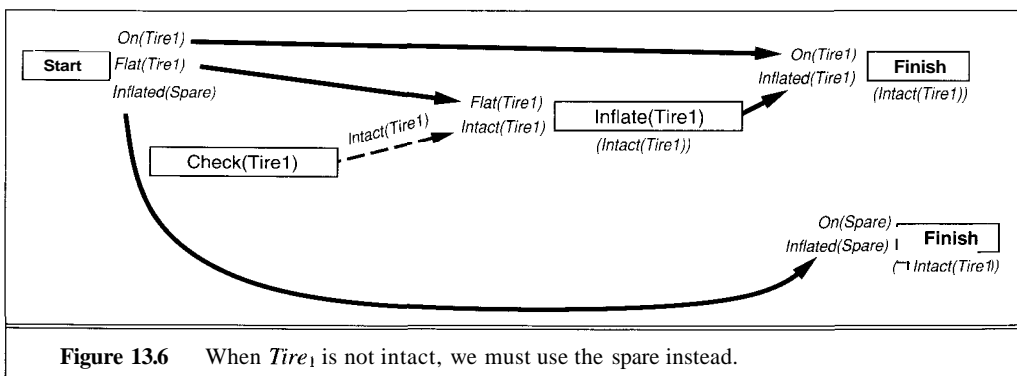 On(Tire1)
Start
Flat(Tire1)
Inflated(Spare)
On(Tire1)
Inflated(Tire1)
Finish
(Intact(Tire1))
Flat(Tire1)
Intact(Tire1)
Inflate(Tire1)
(Intact(Tire1))
Intact(Tire1)
Check(Tire1)
On(Spare)
Inflated(Spare)
Finish
(¬Intact(Tire1))
Figure 13.6 When Tire₁ is not intact, we must use the spare instead.